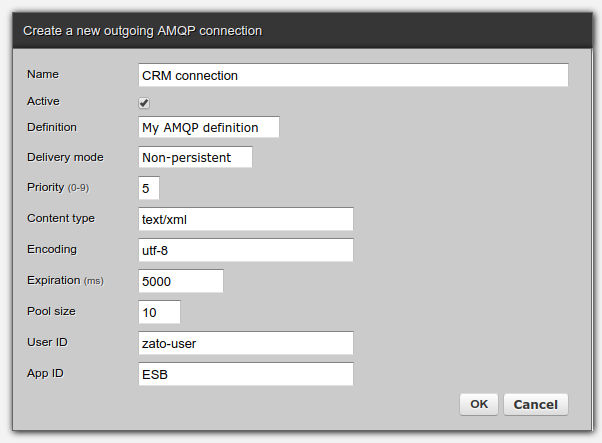 Create a new outgoing AMQP connection
Name CRM connection
Active
Definition My AMQP definition
Delivery mode Non-persistent
Priority (0-9) 5
Content type text/xml
Encoding utf-8
Expiration (ms) 5000
Pool size 10
User ID zato-user
App ID ESB
OK Cancel